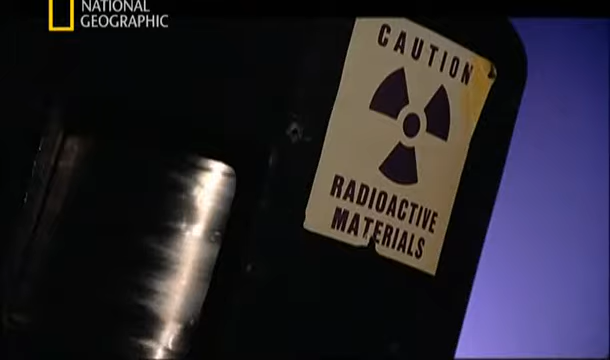 NATIONAL
GEOGRAPHIC
CAUTION
RADIOACTIVE
MATERIALS